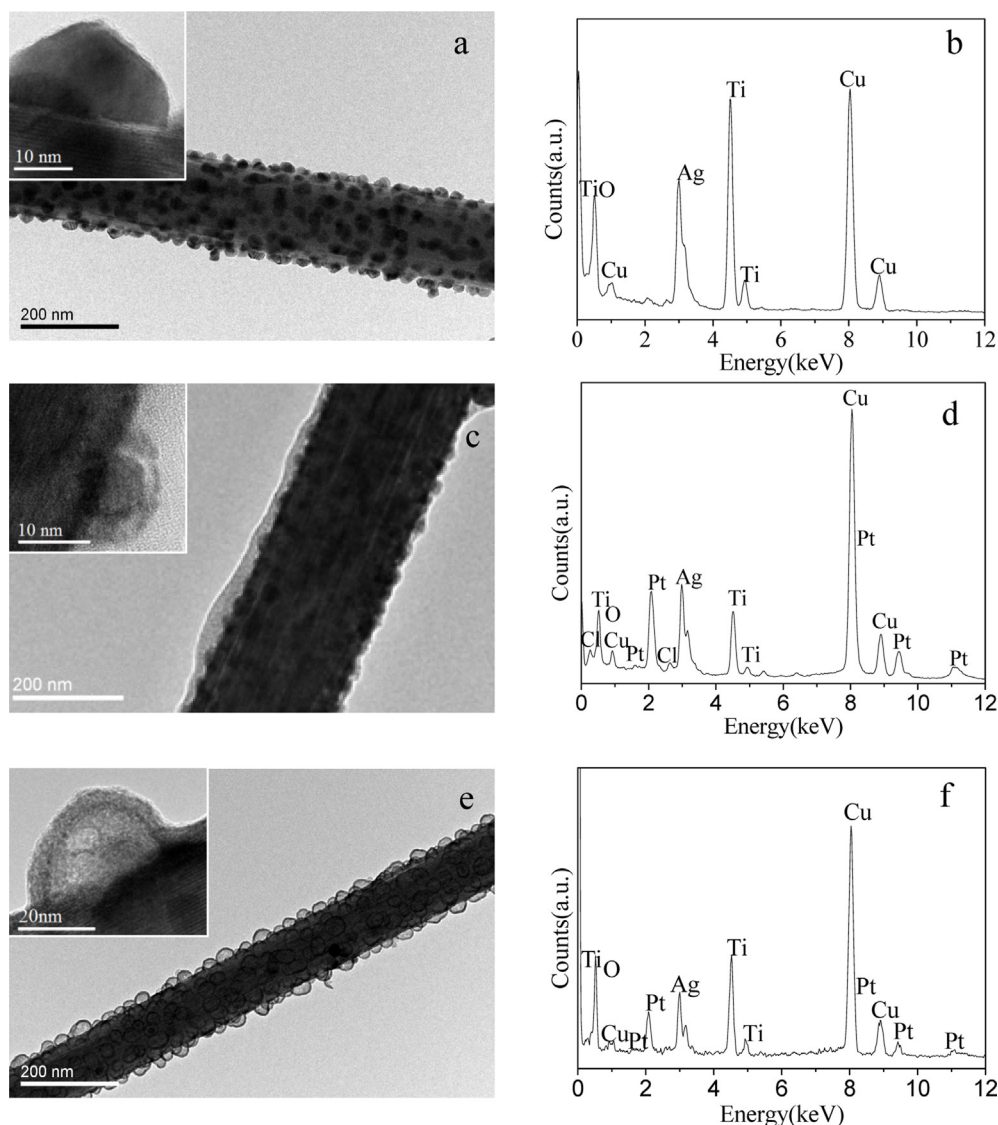 a
10 nm
200 nm
b
Counts(a.u.)
TiO
Cu
Ag
Ti
Ti
Cu
Cu
0 2 4 6 8 10 12
Energy(keV)
c
10 nm
200 nm
d
Counts(a.u.)
Cl
Ti
O
Cu
Pt
Pt
Cl
Ag
Ti
Ti
Cu
Pt
Cu
Pt
Pt
0 2 4 6 8 10 12
Energy(keV)
e
20nm
200 nm
f
Counts(a.u.)
Ti
O
Cu
Pt
Pt
Ag
Ti
Ti
Cu
Pt
Cu
Pt
Pt
0 2 4 6 8 10 12
Energy(keV)